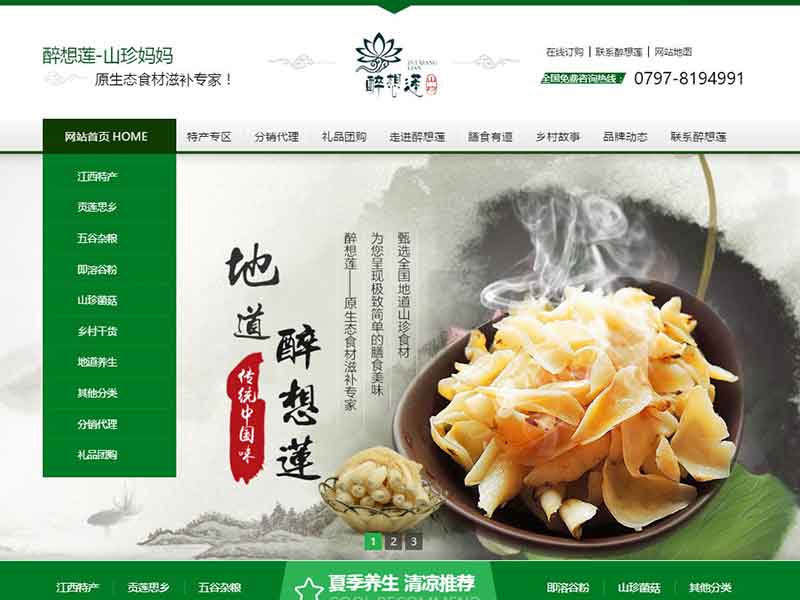 醉想莲-山珍妈妈
原生态食材滋补专家！
醉想莲
在线订购 | 联系醉想莲 | 网站地图
全国免费咨询热线： 0797-8194991
网站首页 HOME
特产专区
分销代理
礼品团购
走进醉想莲
膳食有道
乡村故事
品牌动态
联系醉想莲
江西特产
贡莲思乡
五谷杂粮
即溶谷粉
山珍菌菇
乡村干货
地道养生
其他分类
分销代理
礼品团购
地道
醉想蓮
传统中国味
甄选全国地道山珍食材
为您呈现极致简单的膳食美味
醉想莲——原生态食材滋补专家
1 2 3
江西特产
贡莲思乡
五谷杂粮
夏季养生 清凉推荐
COOL RECOMMEND
即溶谷粉
山珍菌菇
其他分类